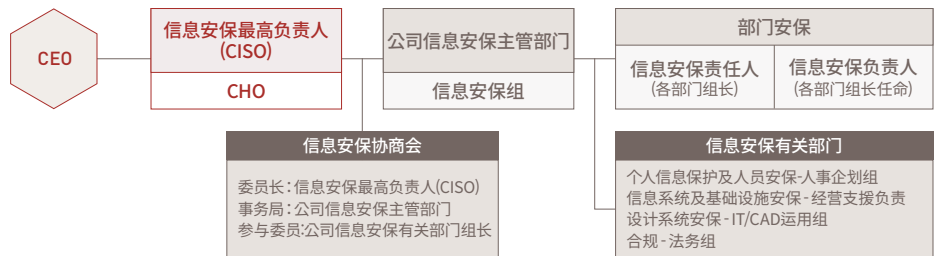 CEO
信息安保最高负责人
(CISO)
CHO
公司信息安保主管部门
信息安保组
部门安保
信息安保责任人
(各部门组长)
信息安保负责人
(各部门组长任命)
信息安保协商会
委员长 : 信息安保最高负责人(CISO)
事务局 : 公司信息安保主管部门
参与委员:公司信息安保有关部门组长
信息安保有关部门
个人信息保护及人员安保-人事企划组
信息系统及基础设施安保 - 经营支援负责
设计系统安保 - IT/CAD运用组
合规 - 法务组